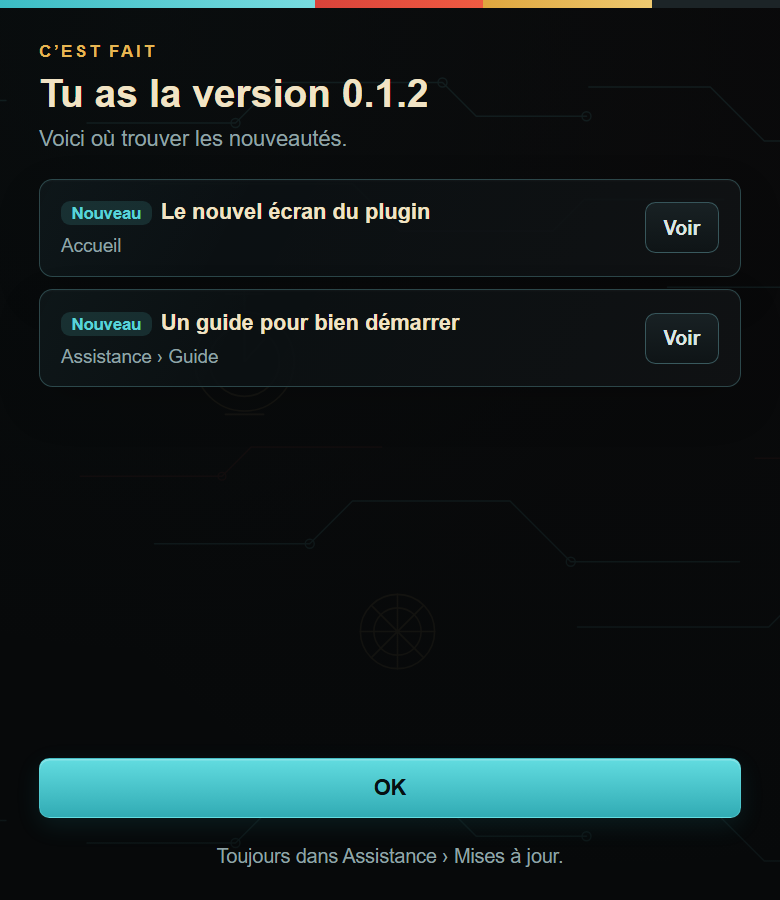 C’EST FAIT
Tu as la version 0.1.2
Voici où trouver les nouveautés.
Nouveau Le nouvel écran du plugin
Accueil
Voir
Nouveau Un guide pour bien démarrer
Assistance › Guide
Voir
OK
Toujours dans Assistance › Mises à jour.